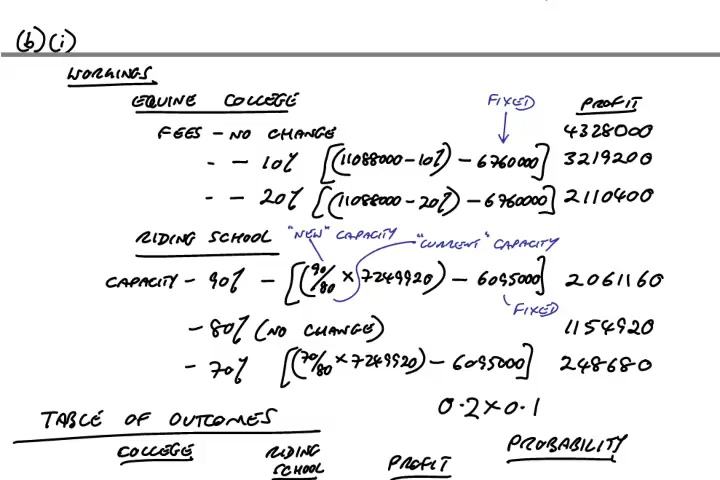 (b)(i)
WORKINGS
EQUINE COLLEGE FIXED PROFIT
FEES - NO CHANGE 4328000
- - 10% [(11088000-10%) - 6760000] 3219200
- - 20% [(11088000-20%) - 6760000] 2110400
RIDING SCHOOL "NEW" CAPACITY "CURRENT" CAPACITY
CAPACITY - 90% - [(90/80 × 7249920) - 6095000] 2061160
FIXED
- 80% (NO CHANGE) 1154920
- 70% [(70/80 × 7249920) - 6095000] 248680
0.2 × 0.1
TABLE OF OUTCOMES
COLLEGE RIDING SCHOOL PROFIT PROBABILITY